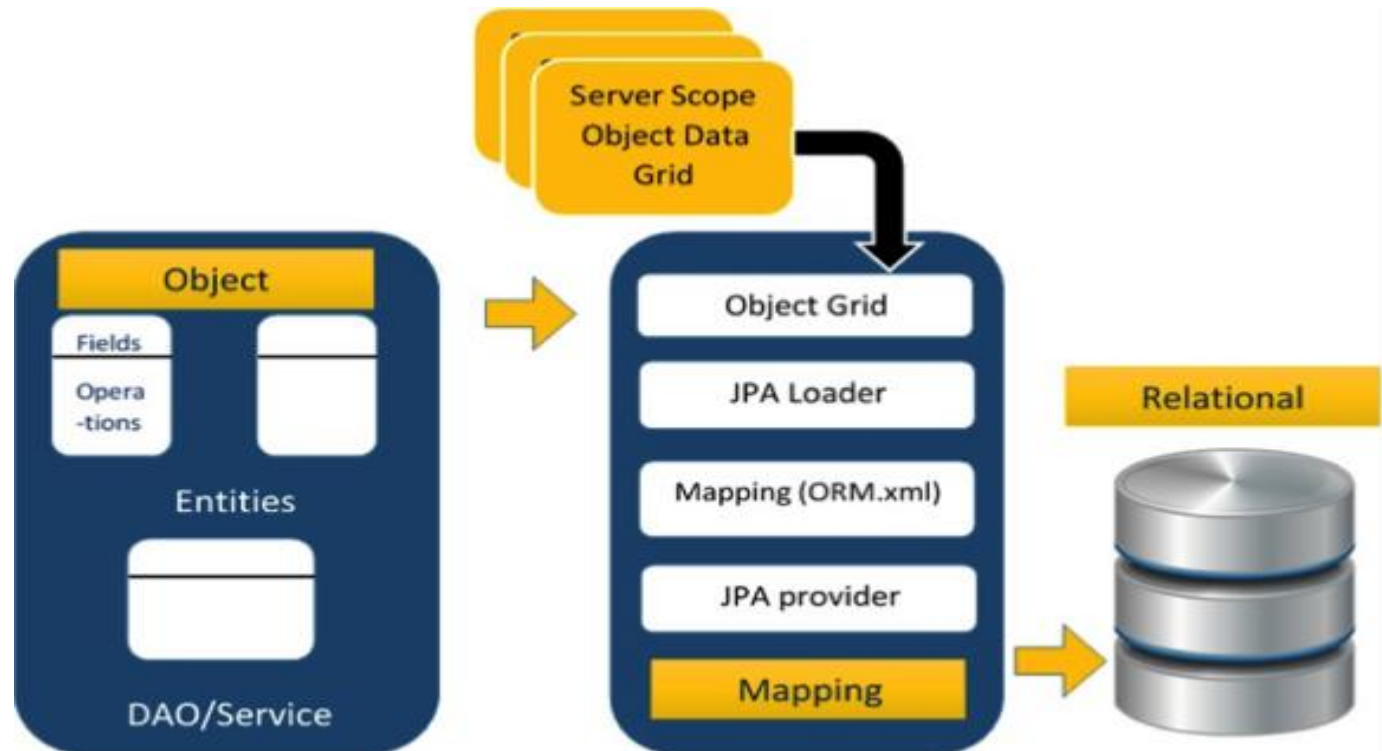 Server Scope
Object Data
Grid
Object
Fields
Opera
-tions
Entities
DAO/Service
Object Grid
JPA Loader
Mapping (ORM.xml)
JPA provider
Mapping
Relational